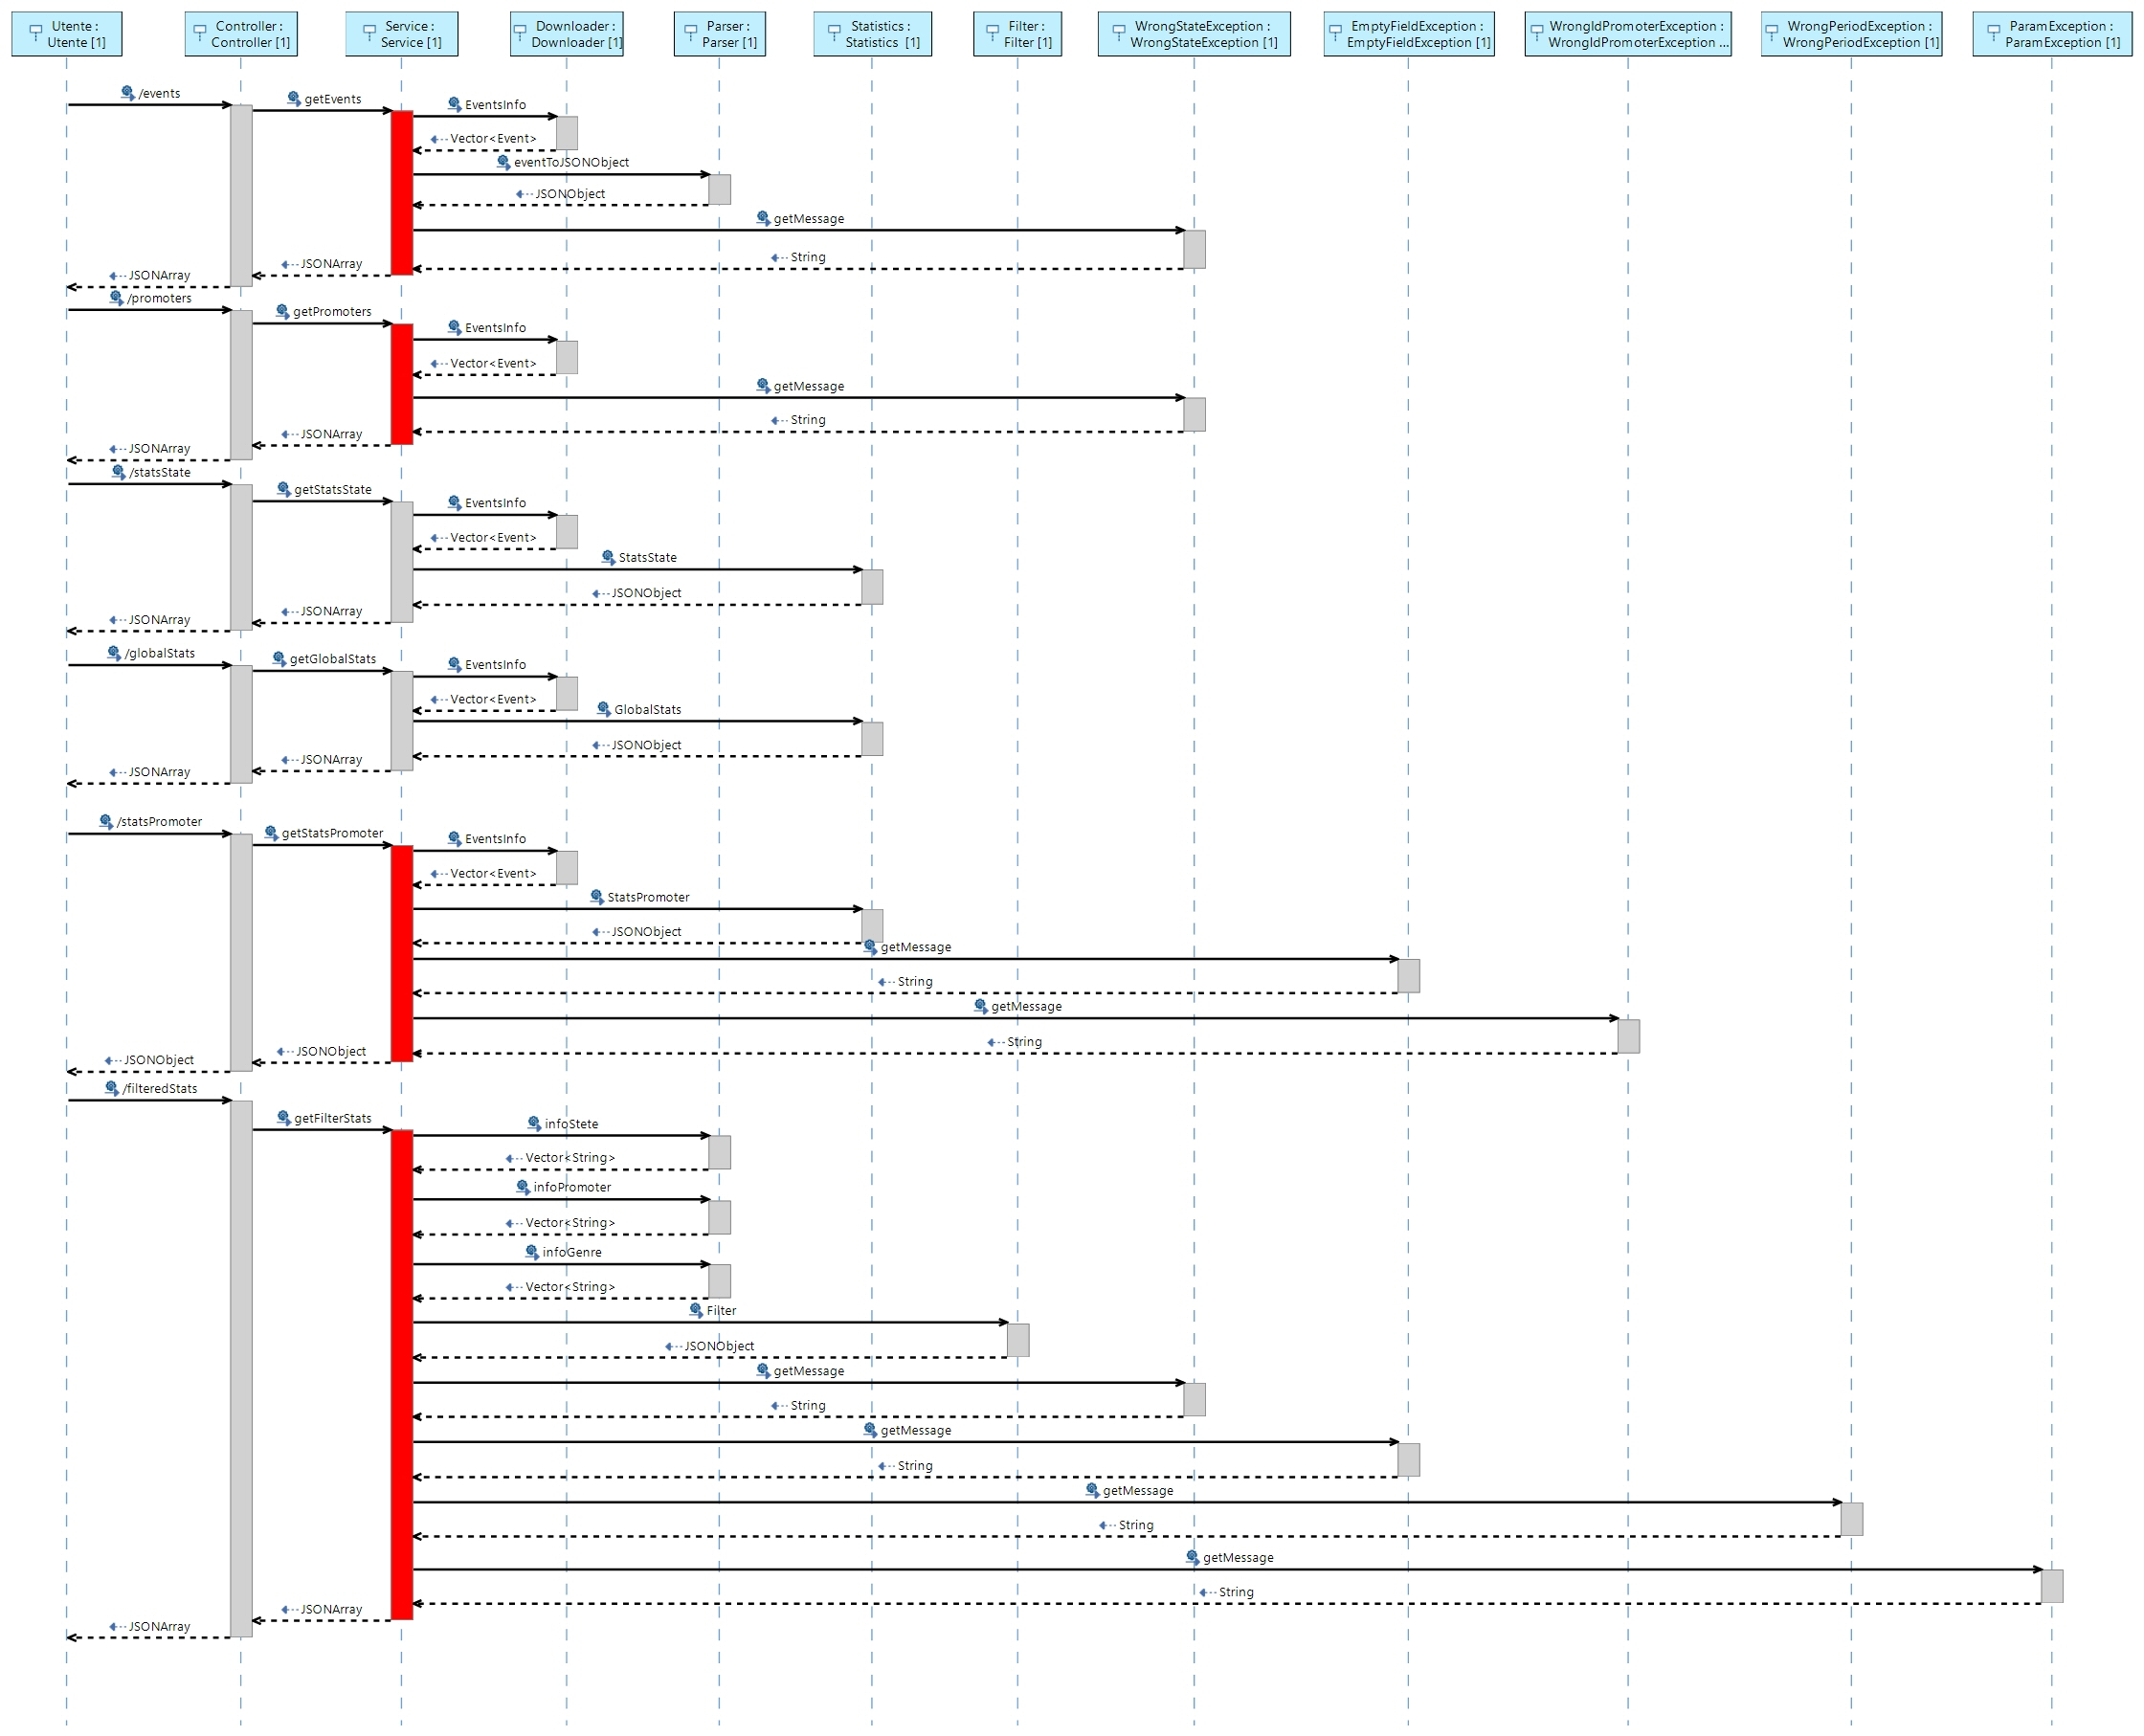 Utente :
Utente [1]
Controller :
Controller [1]
Service :
Service [1]
Downloader :
Downloader [1]
Parser :
Parser [1]
Statistics :
Statistics [1]
Filter :
Filter [1]
WrongStateException :
WrongStateException [1]
EmptyFieldException :
EmptyFieldException [1]
WrongIdPromoterException :
WrongIdPromoterException ...
WrongPeriodException :
WrongPeriodException [1]
ParamException :
ParamException [1]
/events
getEvents
EventsInfo
Vector<Event>
eventToJSONObject
JSONObject
getMessage
String
JSONArray
JSONArray
/promoters
getPromoters
EventsInfo
Vector<Event>
getMessage
String
JSONArray
JSONArray
/statsState
getStatsState
EventsInfo
Vector<Event>
StatsState
JSONObject
JSONArray
JSONArray
/globalStats
getGlobalStats
EventsInfo
Vector<Event>
GlobalStats
JSONObject
JSONArray
JSONArray
/statsPromoter
getStatsPromoter
EventsInfo
Vector<Event>
StatsPromoter
JSONObject
getMessage
String
getMessage
String
JSONObject
JSONObject
/filteredStats
getFilterStats
infoStete
Vector<String>
infoPromoter
Vector<String>
infoGenre
Vector<String>
Filter
JSONObject
getMessage
String
getMessage
String
getMessage
String
getMessage
String
JSONArray
JSONArray